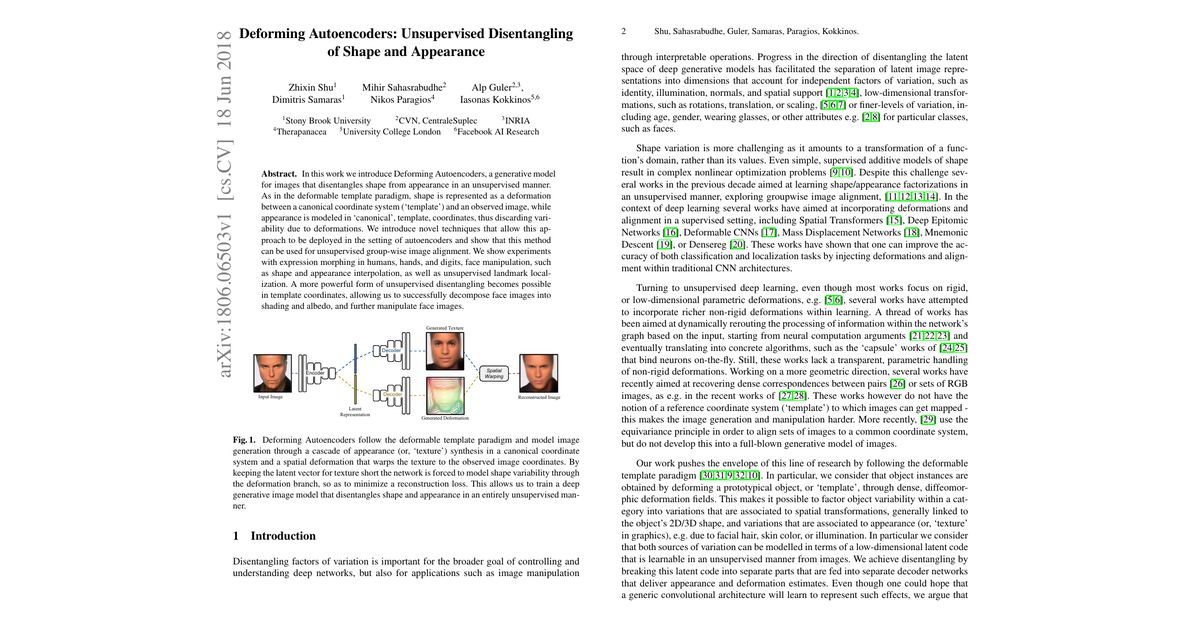 arXiv:1806.06503v1 [cs.CV] 18 Jun 2018
Deforming Autoencoders: Unsupervised Disentangling
of Shape and Appearance
Zhixin Shu1 Mihir Sahasrabudhe2 Alp Guler2,3,
Dimitris Samaras1 Nikos Paragios4 Iasonas Kokkinos5,6
1Stony Brook University 2CVN, CentraleSuplec 3INRIA
4Therapanacea 5University College London 6Facebook AI Research
Abstract. In this work we introduce Deforming Autoencoders, a generative model
for images that disentangles shape from appearance in an unsupervised manner.
As in the deformable template paradigm, shape is represented as a deformation
between a canonical coordinate system (‘template’) and an observed image, while
appearance is modeled in ‘canonical’, template, coordinates, thus discarding vari-
ability due to deformations. We introduce novel techniques that allow this ap-
proach to be deployed in the setting of autoencoders and show that this method
can be used for unsupervised group-wise image alignment. We show experiments
with expression morphing in humans, hands, and digits, face manipulation, such
as shape and appearance interpolation, as well as unsupervised landmark local-
ization. A more powerful form of unsupervised disentangling becomes possible
in template coordinates, allowing us to successfully decompose face images into
shading and albedo, and further manipulate face images.
Generated Texture
Decoder
Encoder
Spatial
Warping
Decoder
Input Image
Latent
Representation
Generated Deformation
Reconstructed Image
Fig. 1. Deforming Autoencoders follow the deformable template paradigm and model image
generation through a cascade of appearance (or, ‘texture’) synthesis in a canonical coordinate
system and a spatial deformation that warps the texture to the observed image coordinates. By
keeping the latent vector for texture short the network is forced to model shape variability through
the deformation branch, so as to minimize a reconstruction loss. This allows us to train a deep
generative image model that disentangles shape and appearance in an entirely unsupervised man-
ner.
1 Introduction
Disentangling factors of variation is important for the broader goal of controlling and
understanding deep networks, but also for applications such as image manipulation
2 Shu, Sahasrabudhe, Guler, Samaras, Paragios, Kokkinos.
through interpretable operations. Progress in the direction of disentangling the latent
space of deep generative models has facilitated the separation of latent image repre-
sentations into dimensions that account for independent factors of variation, such as
identity, illumination, normals, and spatial support [1,2,3,4], low-dimensional transfor-
mations, such as rotations, translation, or scaling, [5,6,7] or finer-levels of variation, in-
cluding age, gender, wearing glasses, or other attributes e.g. [2,8] for particular classes,
such as faces.
Shape variation is more challenging as it amounts to a transformation of a func-
tion’s domain, rather than its values. Even simple, supervised additive models of shape
result in complex nonlinear optimization problems [9,10]. Despite this challenge sev-
eral works in the previous decade aimed at learning shape/appearance factorizations in
an unsupervised manner, exploring groupwise image alignment, [11,12,13,14]. In the
context of deep learning several works have aimed at incorporating deformations and
alignment in a supervised setting, including Spatial Transformers [15], Deep Epitomic
Networks [16], Deformable CNNs [17], Mass Displacement Networks [18], Mnemonic
Descent [19], or Densereg [20]. These works have shown that one can improve the ac-
curacy of both classification and localization tasks by injecting deformations and align-
ment within traditional CNN architectures.
Turning to unsupervised deep learning, even though most works focus on rigid,
or low-dimensional parametric deformations, e.g. [5,6], several works have attempted
to incorporate richer non-rigid deformations within learning. A thread of works has
been aimed at dynamically rerouting the processing of information within the network’s
graph based on the input, starting from neural computation arguments [21,22,23] and
eventually translating into concrete algorithms, such as the ‘capsule’ works of [24,25]
that bind neurons on-the-fly. Still, these works lack a transparent, parametric handling
of non-rigid deformations. Working on a more geometric direction, several works have
recently aimed at recovering dense correspondences between pairs [26] or sets of RGB
images, as e.g. in the recent works of [27,28]. These works however do not have the
notion of a reference coordinate system (‘template’) to which images can get mapped -
this makes the image generation and manipulation harder. More recently, [29] use the
equivariance principle in order to align sets of images to a common coordinate system,
but do not develop this into a full-blown generative model of images.
Our work pushes the envelope of this line of research by following the deformable
template paradigm [30,31,9,32,10]. In particular, we consider that object instances are
obtained by deforming a prototypical object, or ‘template’, through dense, diffeomor-
phic deformation fields. This makes it possible to factor object variability within a cat-
egory into variations that are associated to spatial transformations, generally linked to
the object’s 2D/3D shape, and variations that are associated to appearance (or, ‘texture’
in graphics), e.g. due to facial hair, skin color, or illumination. In particular we consider
that both sources of variation can be modelled in terms of a low-dimensional latent code
that is learnable in an unsupervised manner from images. We achieve disentangling by
breaking this latent code into separate parts that are fed into separate decoder networks
that deliver appearance and deformation estimates. Even though one could hope that
a generic convolutional architecture will learn to represent such effects, we argue that